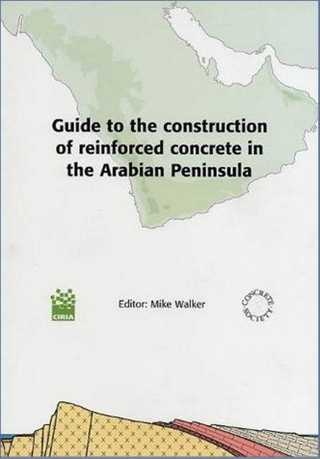 Guide to the construction
of reinforced concrete in
the Arabian Peninsula
CIRIA
Editor: Mike Walker
CONCRETE
SOCIETY